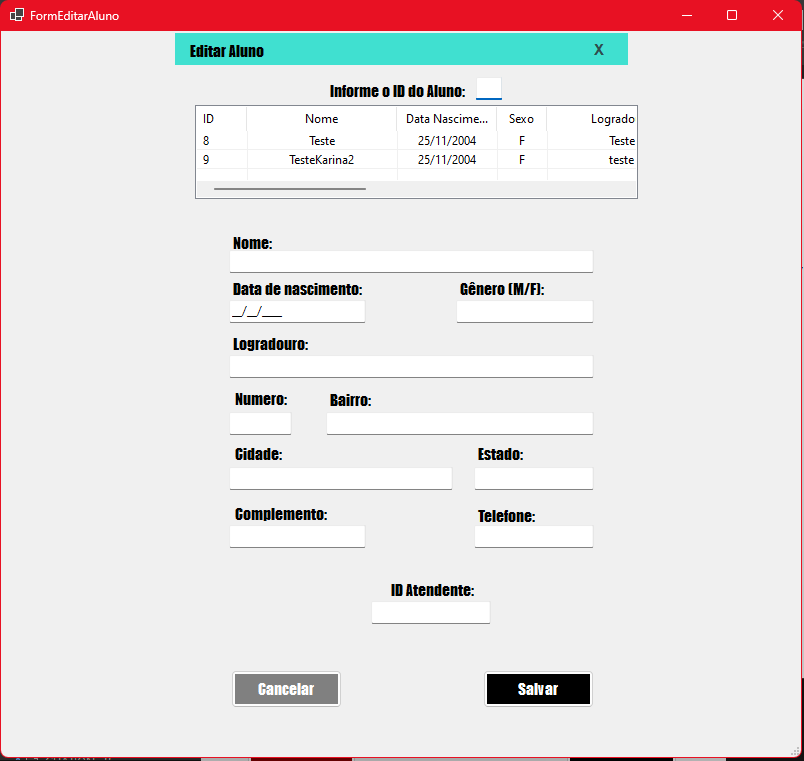 FormEditarAluno
Editar Aluno X
Informe o ID do Aluno:
ID Nome Data Nascime... Sexo Logrado
8 Teste 25/11/2004 F Teste
9 TesteKarina2 25/11/2004 F teste
Nome:
Data de nascimento: Gênero (M/F):
__/__/____
Logradouro:
Numero: Bairro:
Cidade: Estado:
Complemento: Telefone:
ID Atendente:
Cancelar Salvar